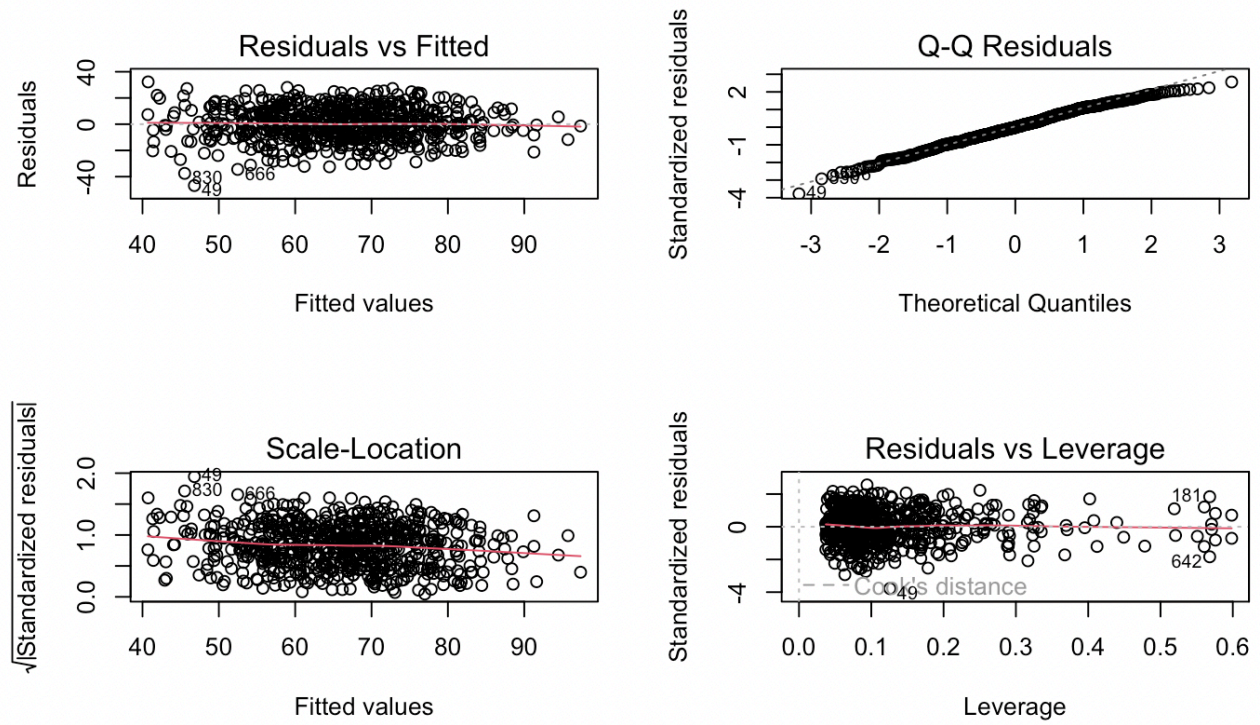 Residuals vs Fitted
Residuals
40
0
-40
830
666
49
40 50 60 70 80 90
Fitted values
Q-Q Residuals
Standardized residuals
2
-1
-4
49
-3 -2 -1 0 1 2 3
Theoretical Quantiles
Scale-Location
√|Standardized residuals|
2.0
1.0
0.0
49
830
666
40 50 60 70 80 90
Fitted values
Residuals vs Leverage
Standardized residuals
0
-4
181
642
Cook's distance
49
0.0 0.1 0.2 0.3 0.4 0.5 0.6
Leverage